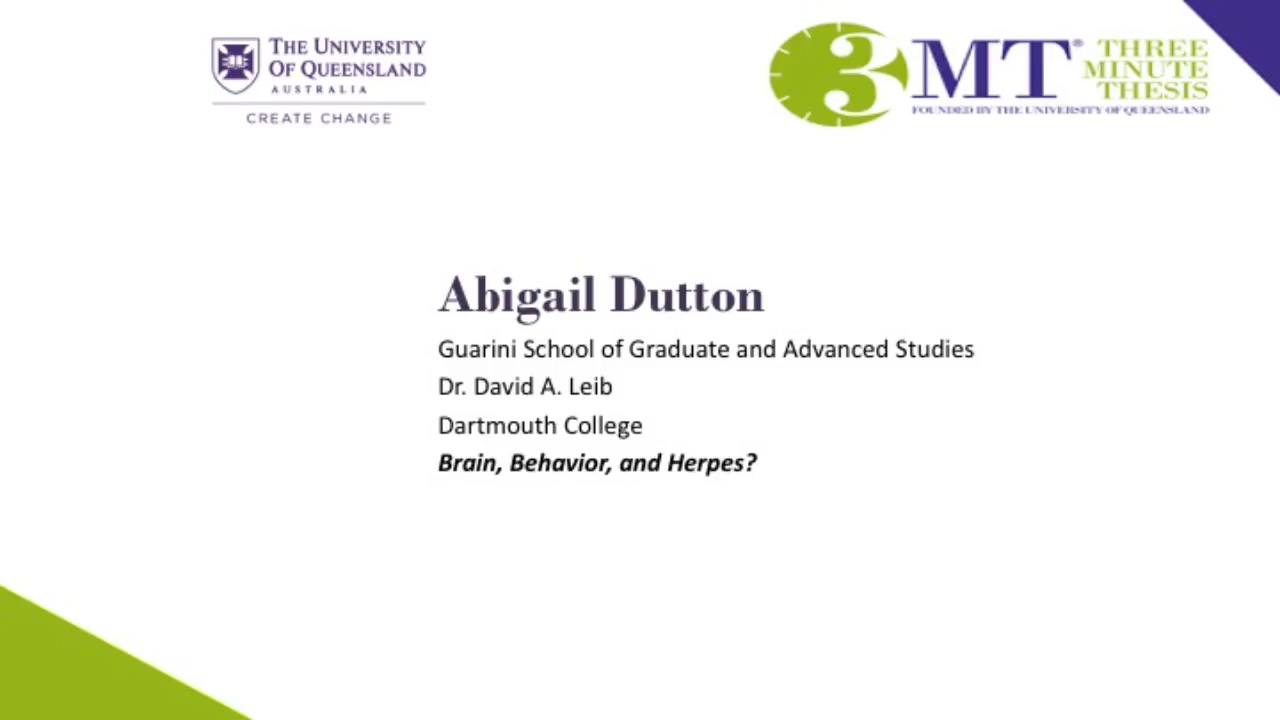 THE UNIVERSITY
OF QUEENSLAND
AUSTRALIA
CREATE CHANGE
3MT® THREE
MINUTE
THESIS
FOUNDED BY THE UNIVERSITY OF QUEENSLAND
Abigail Dutton
Guarini School of Graduate and Advanced Studies
Dr. David A. Leib
Dartmouth College
Brain, Behavior, and Herpes?